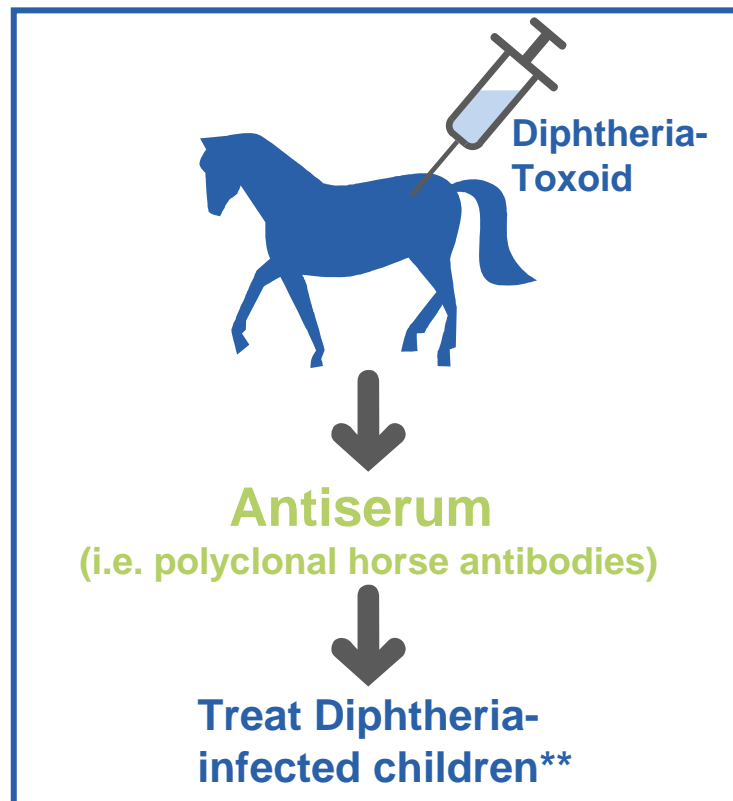 Diphtheria-
Toxoid
Antiserum
(i.e. polyclonal horse antibodies)
Treat Diphtheria-
infected children**